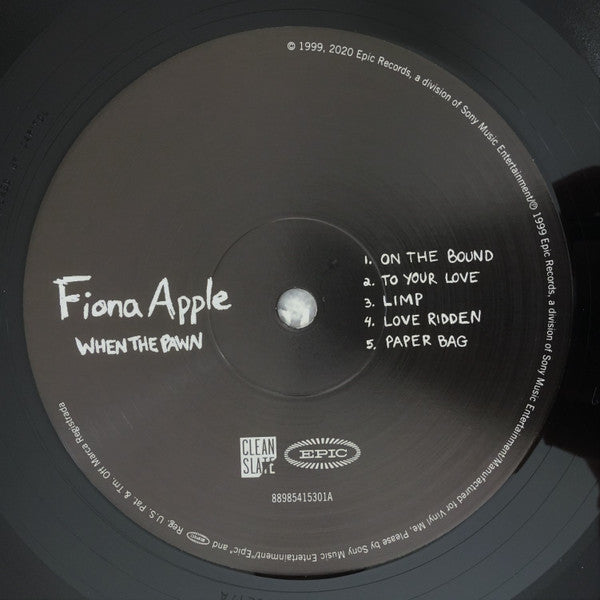 Fiona Apple
WHEN THE PAWN
1. ON THE BOUND
2. TO YOUR LOVE
3. LIMP
4. LOVE RIDDEN
5. PAPER BAG
CLEAN
SLATE
EPIC
88985415301A
© 1999, 2020 Epic Records, a division of Sony Music Entertainment/℗ 1999 Epic Records, a division of Sony Music Entertainment/Manufactured for Vinyl Me, Please by Sony Music Entertainment/"Epic" and EPIC Reg. U.S. Pat. & Tm. Off. Marca Registrada